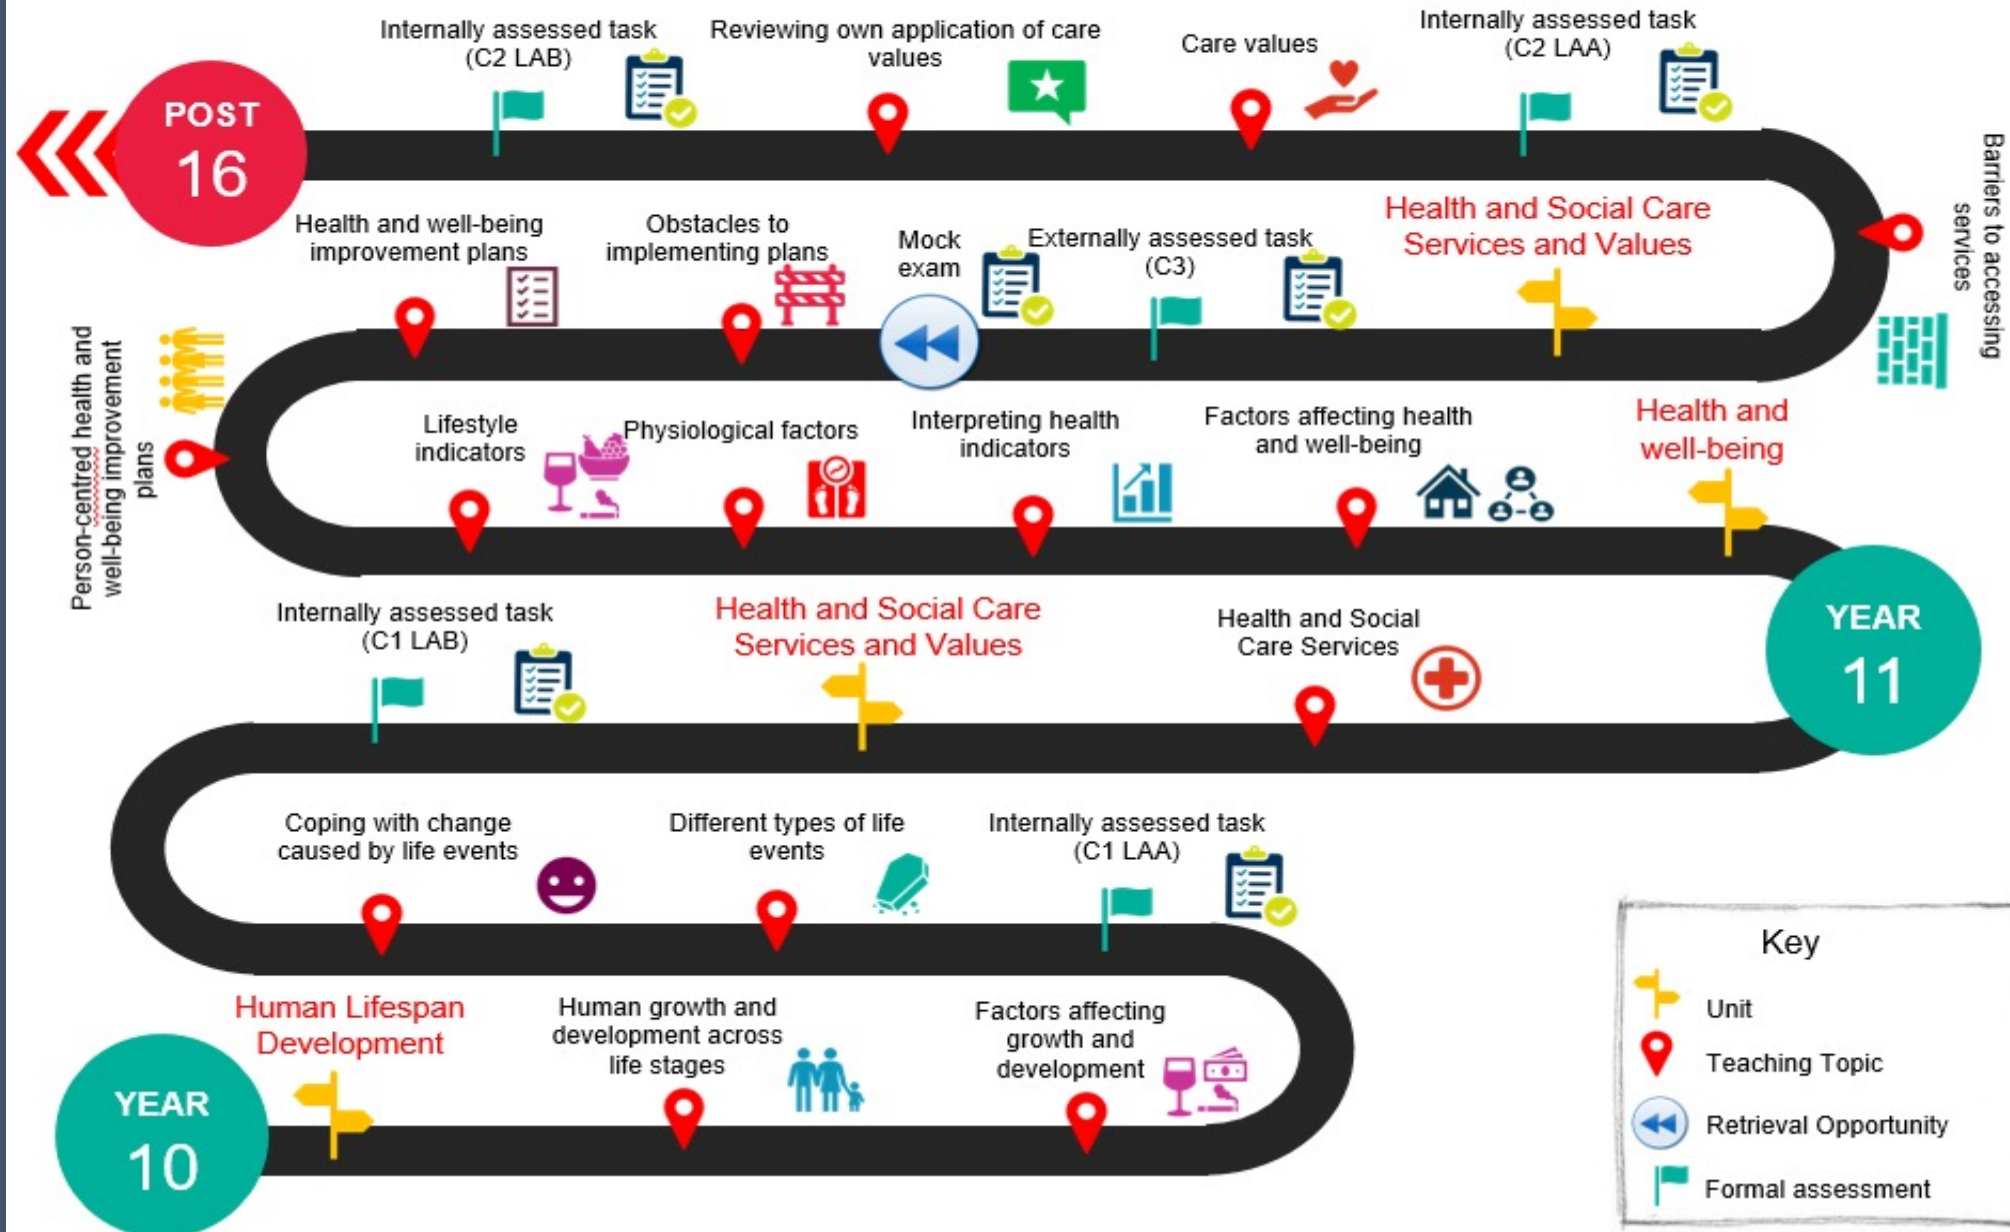 Internally assessed task
(C2 LAB)
Reviewing own application of care
values
Care values
Internally assessed task
(C2 LAA)
POST
16
Barriers to accessing
services
Health and well-being
improvement plans
Obstacles to
implementing plans
Mock
exam
Externally assessed task
(C3)
Health and Social Care
Services and Values
Person-centred health and
well-being improvement
plans
Lifestyle
indicators
Physiological factors
Interpreting health
indicators
Factors affecting health
and well-being
Health and
well-being
YEAR
11
Internally assessed task
(C1 LAB)
Health and Social Care
Services and Values
Health and Social
Care Services
Coping with change
caused by life events
Different types of life
events
Internally assessed task
(C1 LAA)
Human Lifespan
Development
Human growth and
development across
life stages
Factors affecting
growth and
development
YEAR
10
Key
Unit
Teaching Topic
Retrieval Opportunity
Formal assessment